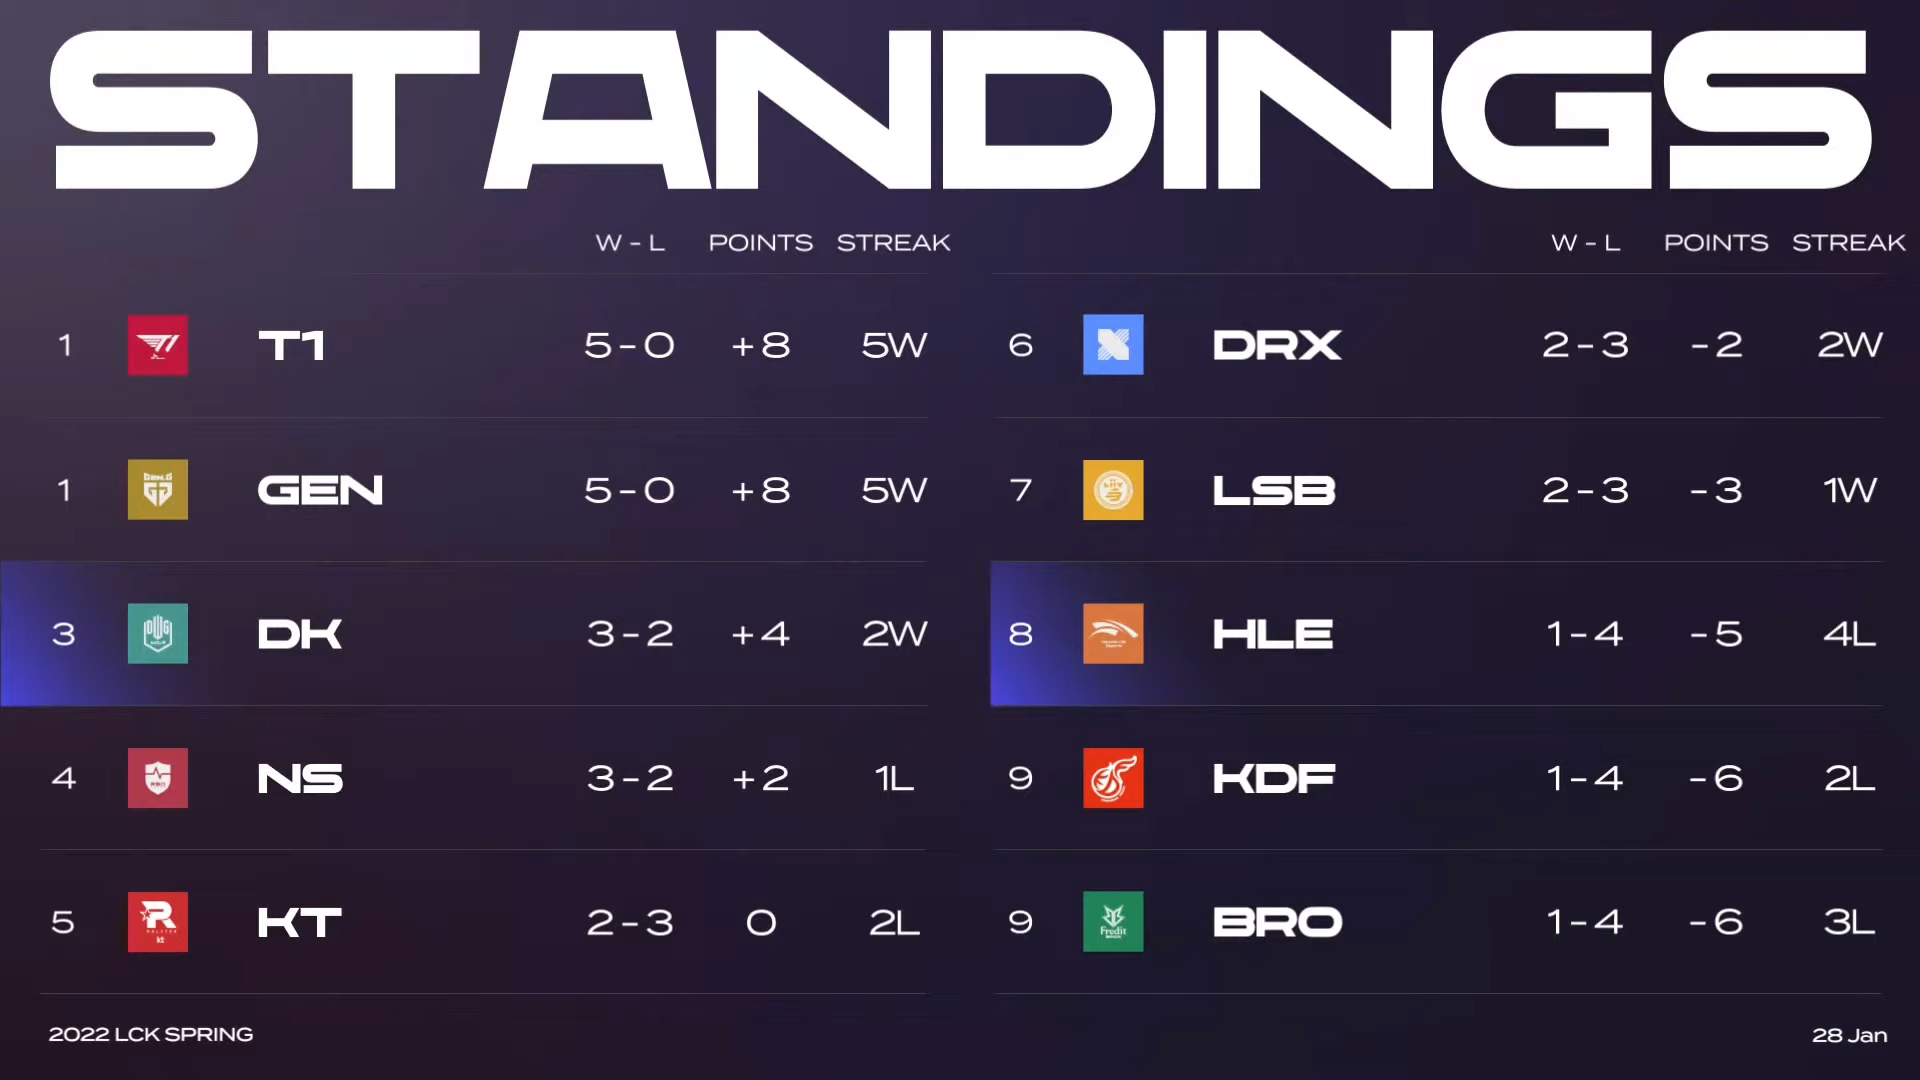 STANDINGS
W - L POINTS STREAK
1 T1 5 - 0 +8 5W
1 GEN.G GEN 5 - 0 +8 5W
3 DK 3 - 2 +4 2W
4 NS 3 - 2 +2 1L
5 R kt KT 2 - 3 0 2L
W - L POINTS STREAK
6 DRX 2 - 3 -2 2W
7 LSB 2 - 3 -3 1W
8 HLE 1 - 4 -5 4L
9 KDF 1 - 4 -6 2L
9 Fredit BRO 1 - 4 -6 3L
2022 LCK SPRING
28 Jan